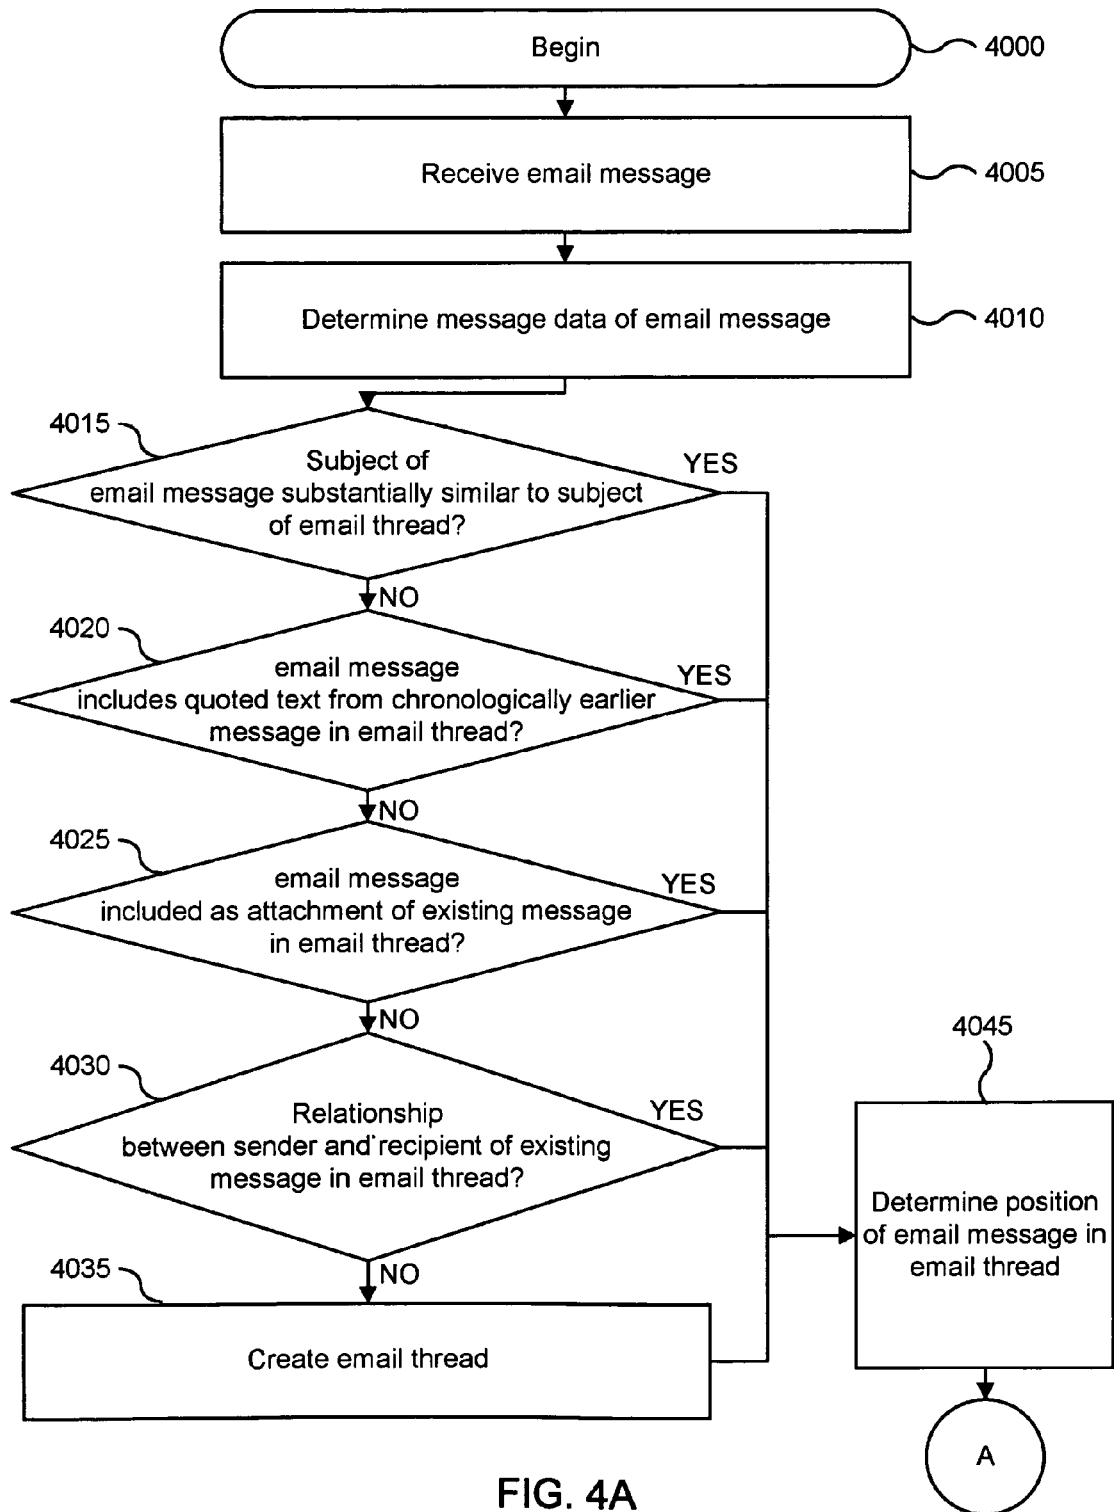 Begin
4000
Receive email message
4005
Determine message data of email message
4010
4015
Subject of
email message substantially similar to subject
of email thread?
YES
NO
4020
email message
includes quoted text from chronologically earlier
message in email thread?
YES
NO
4025
email message
included as attachment of existing message
in email thread?
YES
NO
4030
Relationship
between sender and recipient of existing
message in email thread?
YES
NO
4035
Create email thread
4045
Determine position
of email message in
email thread
A
FIG. 4A